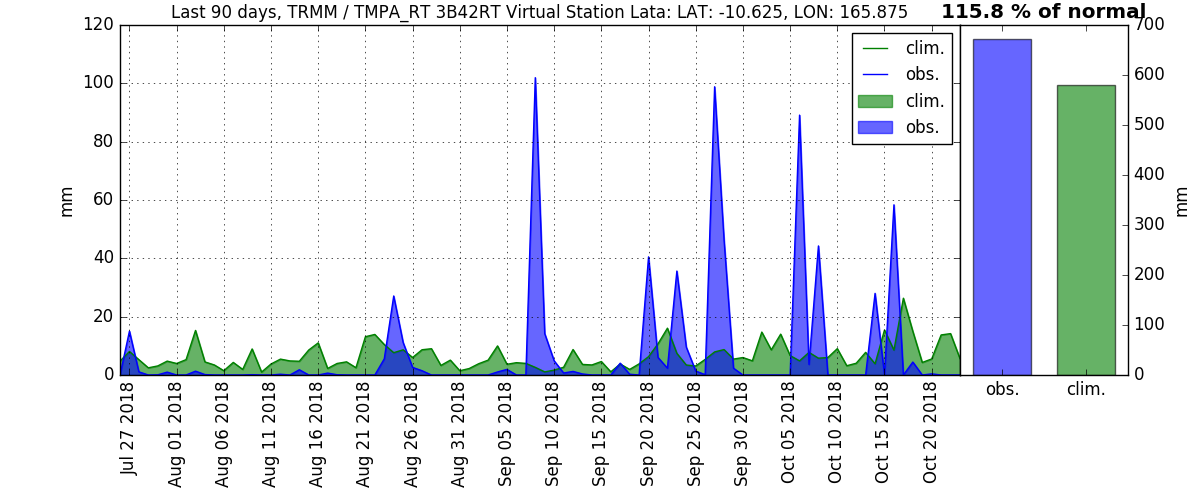 Last 90 days, TRMM / TMPA_RT 3B42RT Virtual Station Lata: LAT: -10.625, LON: 165.875
115.8 % of normal
120
100
80
60
40
20
0
mm
clim.
obs.
clim.
obs.
Jul 27 2018
Aug 01 2018
Aug 06 2018
Aug 11 2018
Aug 16 2018
Aug 21 2018
Aug 26 2018
Aug 31 2018
Sep 05 2018
Sep 10 2018
Sep 15 2018
Sep 20 2018
Sep 25 2018
Sep 30 2018
Oct 05 2018
Oct 10 2018
Oct 15 2018
Oct 20 2018
700
600
500
400
300
200
100
0
mm
obs.
clim.